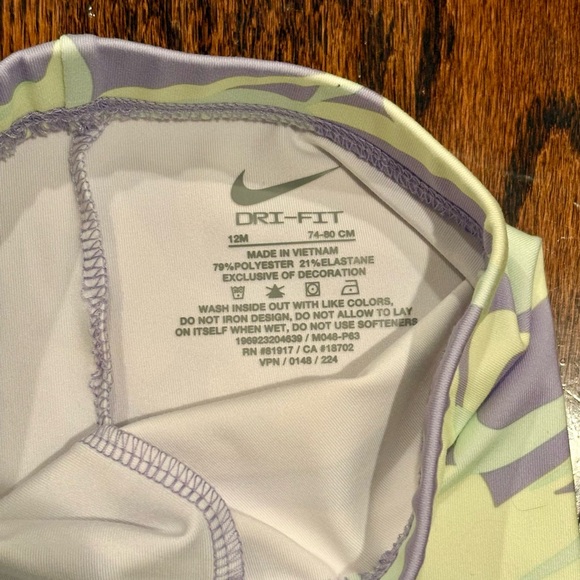 DRI-FIT
12M 74-80 CM
MADE IN VIETNAM
79%POLYESTER 21%ELASTANE
EXCLUSIVE OF DECORATION
WASH INSIDE OUT WITH LIKE COLORS,
DO NOT IRON DESIGN, DO NOT ALLOW TO LAY
ON ITSELF WHEN WET, DO NOT USE SOFTENERS
196923204639 / M046-P63
RN #81917 / CA #18702
VPN / 0148 / 224